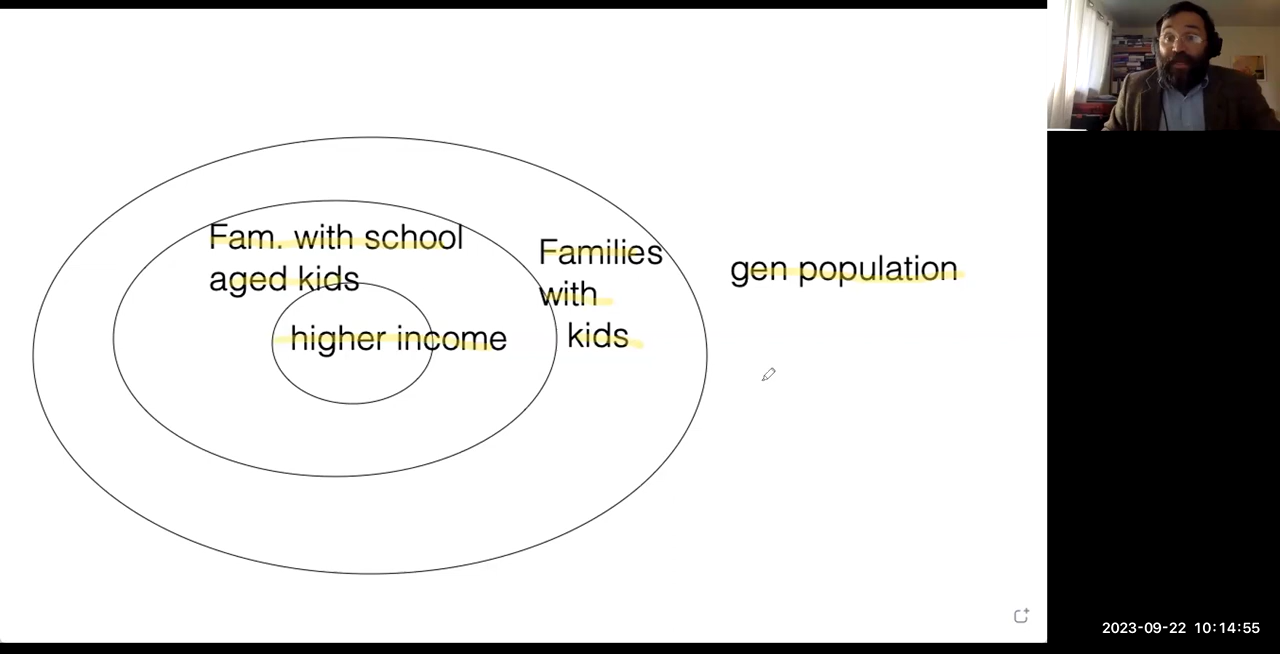 Fam. with school
aged kids
higher income
Families
with
kids
gen population
2023-09-22 10:14:55